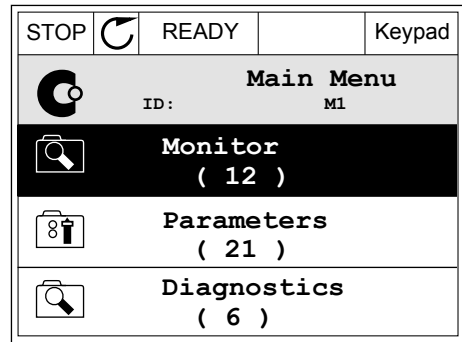 STOP READY Keypad
Main Menu
ID: M1
Monitor
( 12 )
Parameters
( 21 )
Diagnostics
( 6 )